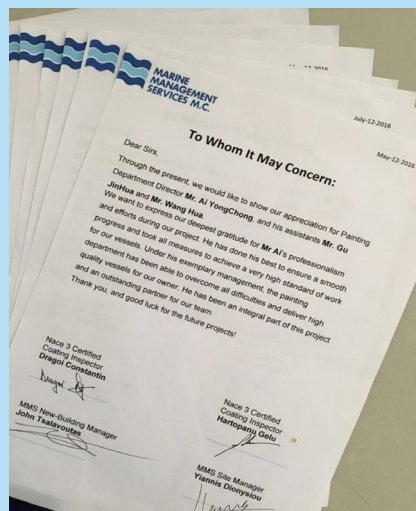 MARINE
MANAGEMENT
SERVICES M.C.
July-12-2016
May-12-2016
To Whom It May Concern:
Dear Sirs,
Through the present, we would like to show our appreciation for Painting
Department Director Mr. Ai YongChong, and his assistants Mr. Gu
JinHua and Mr. Wang Hua.
We want to express our deepest gratitude for Mr Ai's professionalism
and efforts during our project. He has done his best to ensure a smooth
progress and took all measures to achieve a very high standard of work
for our vessels. Under his exemplary management, the painting
department has been able to overcome all difficulties and deliver high
quality vessels for our owner. He has been an integral part of this project
and an outstanding partner for our team.
Thank you, and good luck for the future projects!
Nace 3 Certified
Coating Inspector
Dragoi Constantin
Nace 3 Certified
Coating Inspector
Hartopanu Gelu
MMS New-Building Manager
John Tsalavoutas
MMS Site Manager
Yiannis Dionysiou